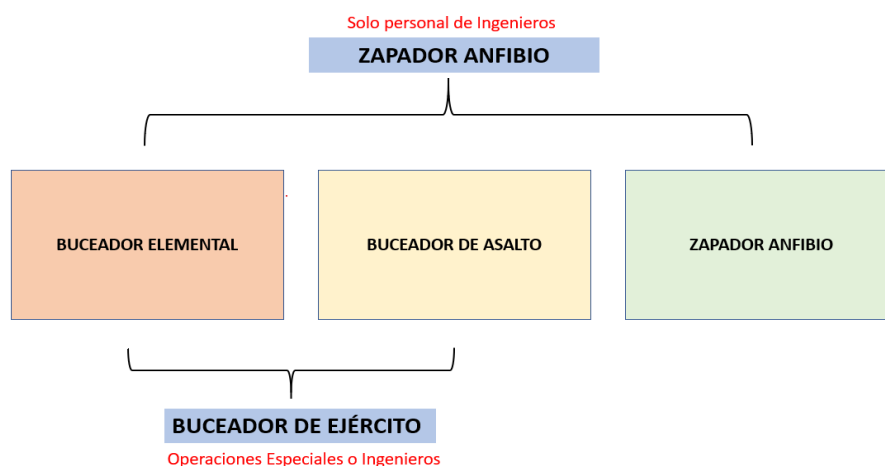 Solo personal de Ingenieros
ZAPADOR ANFIBIO
BUCEADOR ELEMENTAL
BUCEADOR DE ASALTO
ZAPADOR ANFIBIO
BUCEADOR DE EJÉRCITO
Operaciones Especiales o Ingenieros